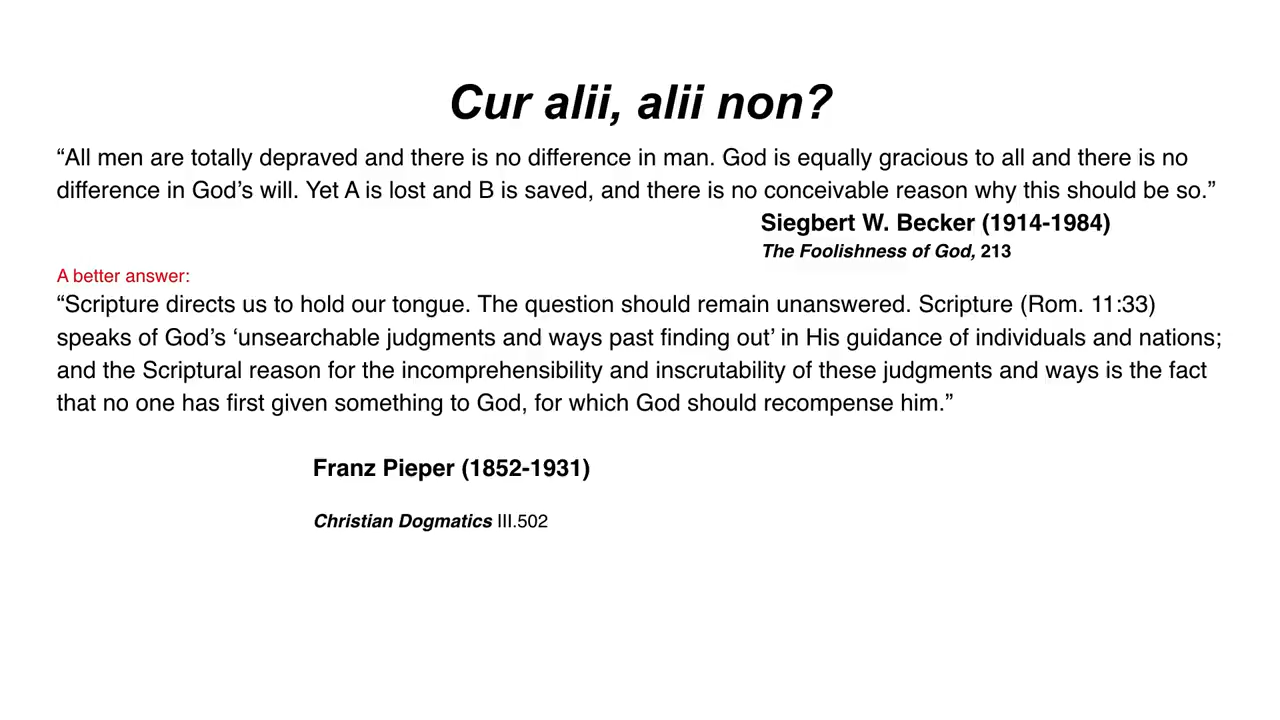 Cur alii, alii non?
“All men are totally depraved and there is no difference in man. God is equally gracious to all and there is no
difference in God’s will. Yet A is lost and B is saved, and there is no conceivable reason why this should be so.”
Siegbert W. Becker (1914-1984)
The Foolishness of God, 213
A better answer:
“Scripture directs us to hold our tongue. The question should remain unanswered. Scripture (Rom. 11:33)
speaks of God’s ‘unsearchable judgments and ways past finding out’ in His guidance of individuals and nations;
and the Scriptural reason for the incomprehensibility and inscrutability of these judgments and ways is the fact
that no one has first given something to God, for which God should recompense him.”
Franz Pieper (1852-1931)
Christian Dogmatics III.502